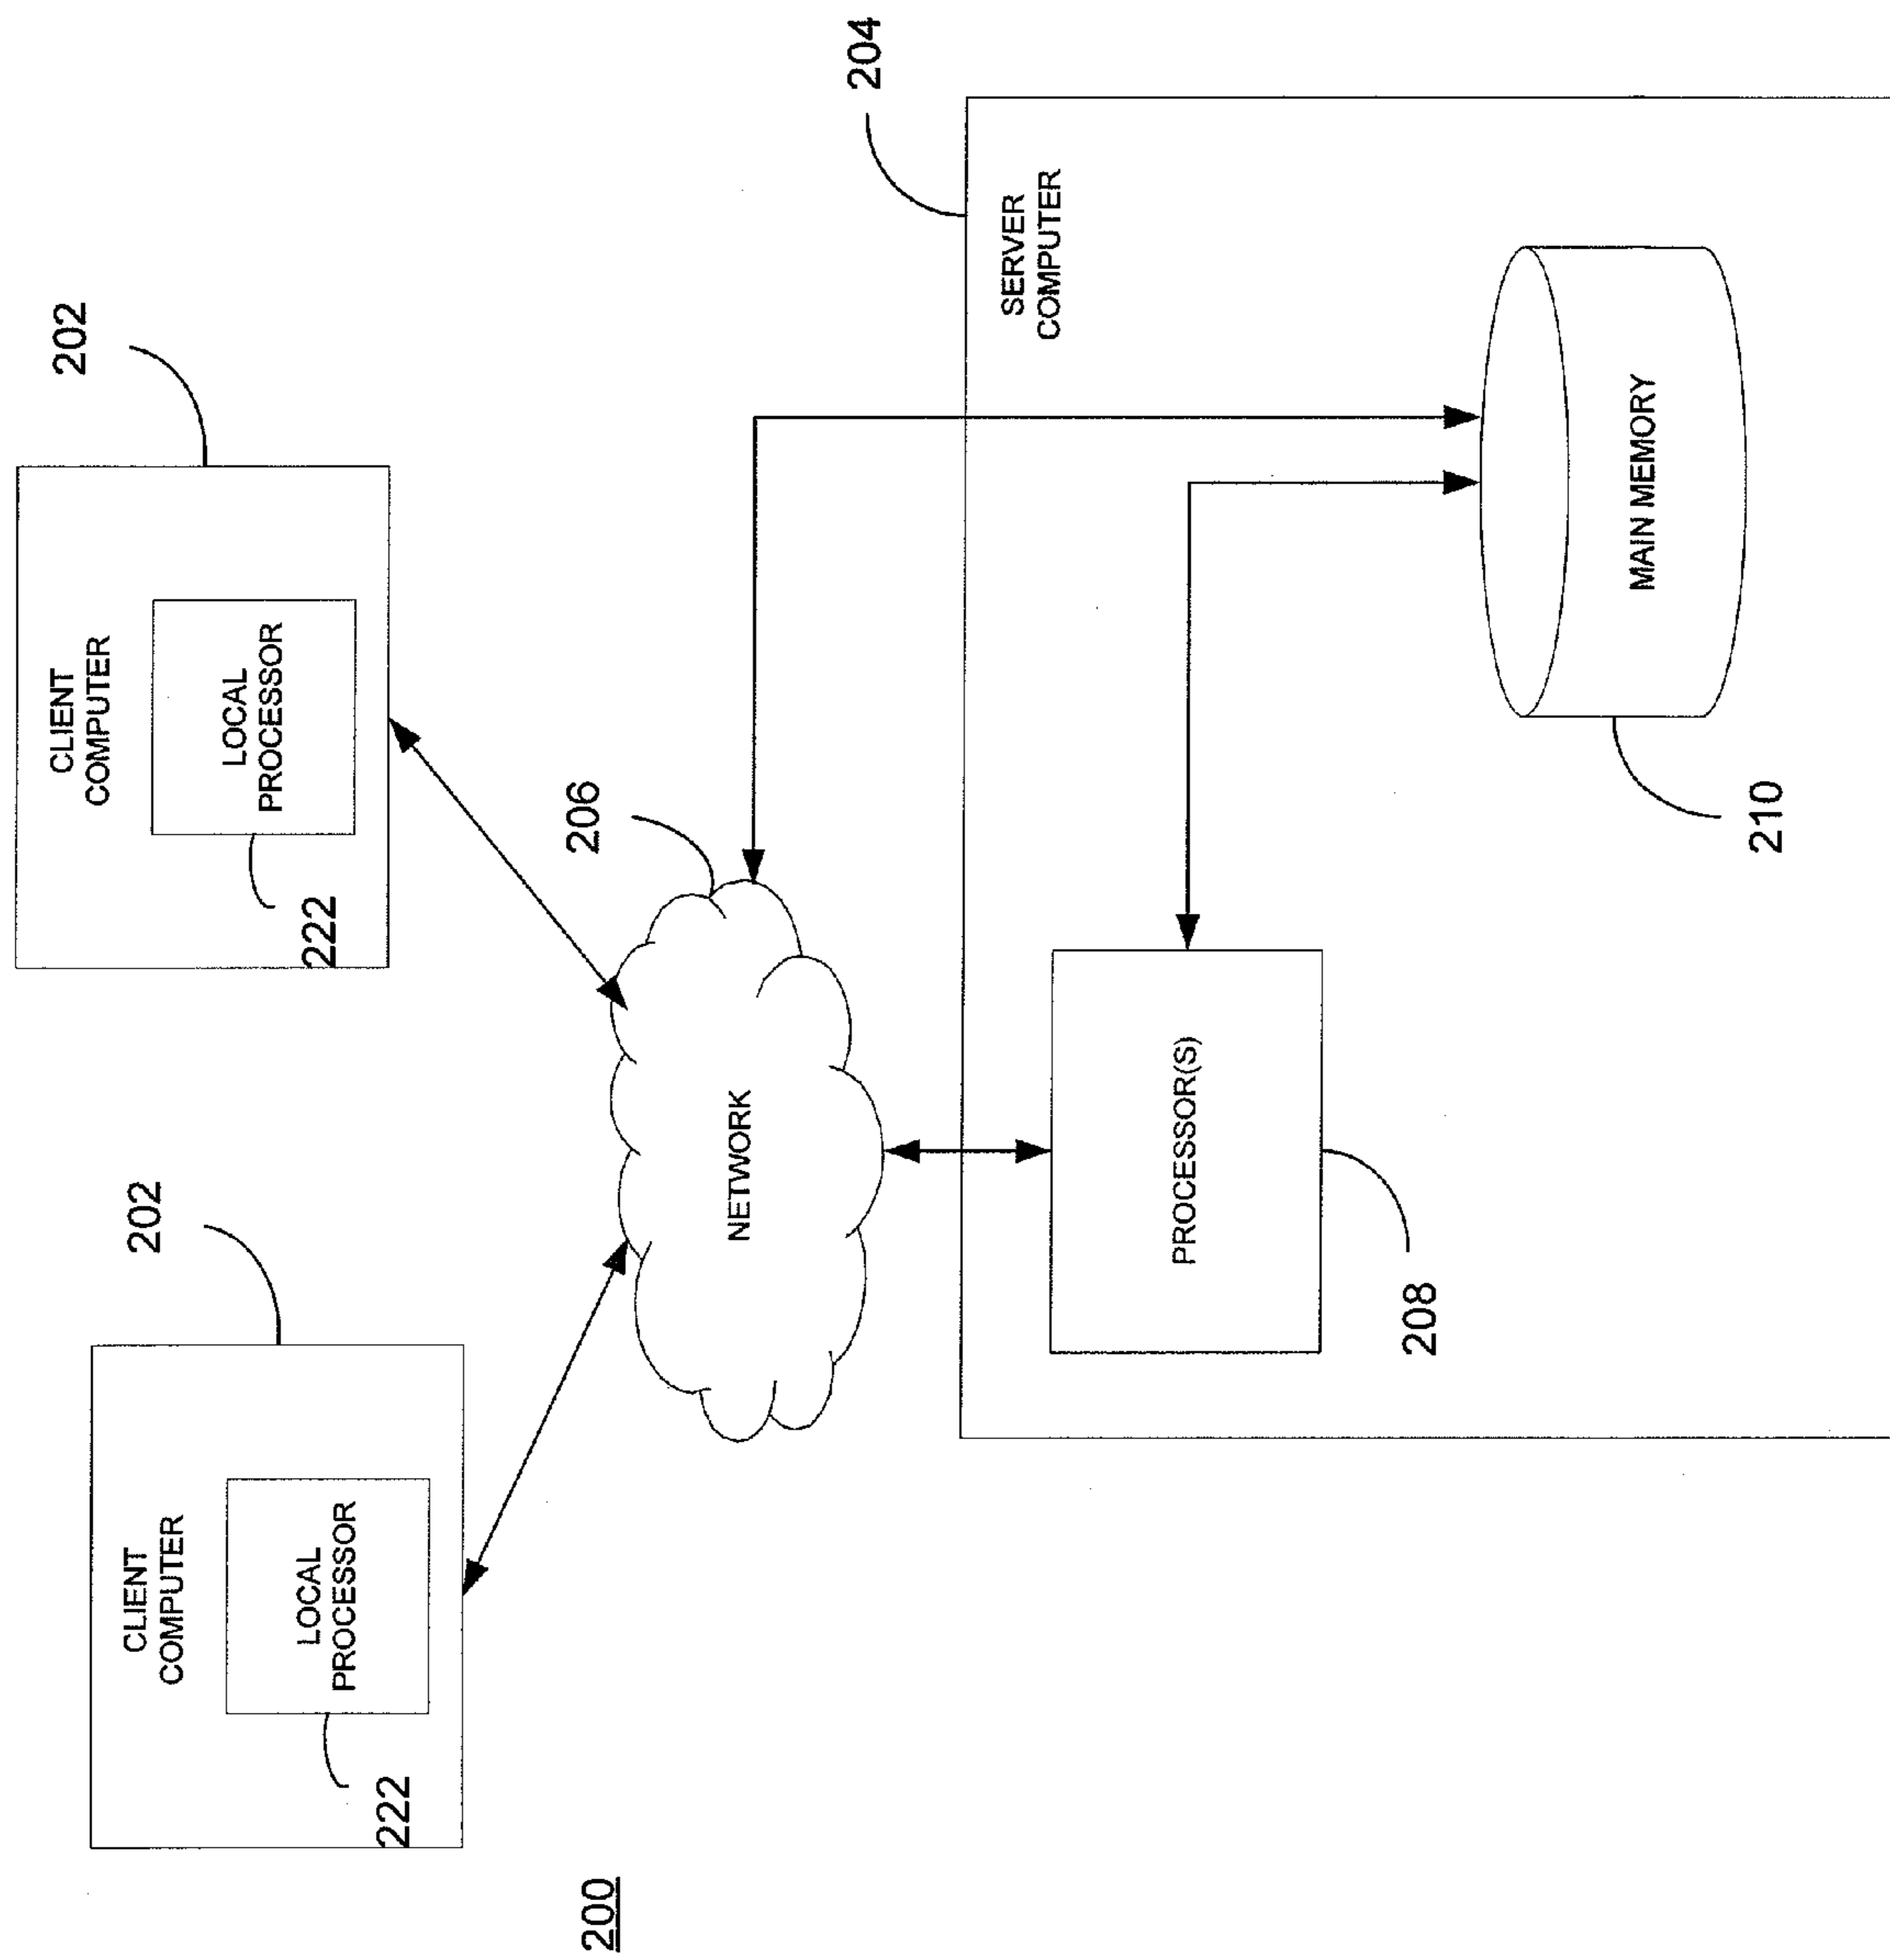 200
202
CLIENT
COMPUTER
LOCAL
PROCESSOR
222
202
CLIENT
COMPUTER
LOCAL
PROCESSOR
222
206
NETWORK
204
SERVER
COMPUTER
PROCESSOR(S)
208
MAIN MEMORY
210